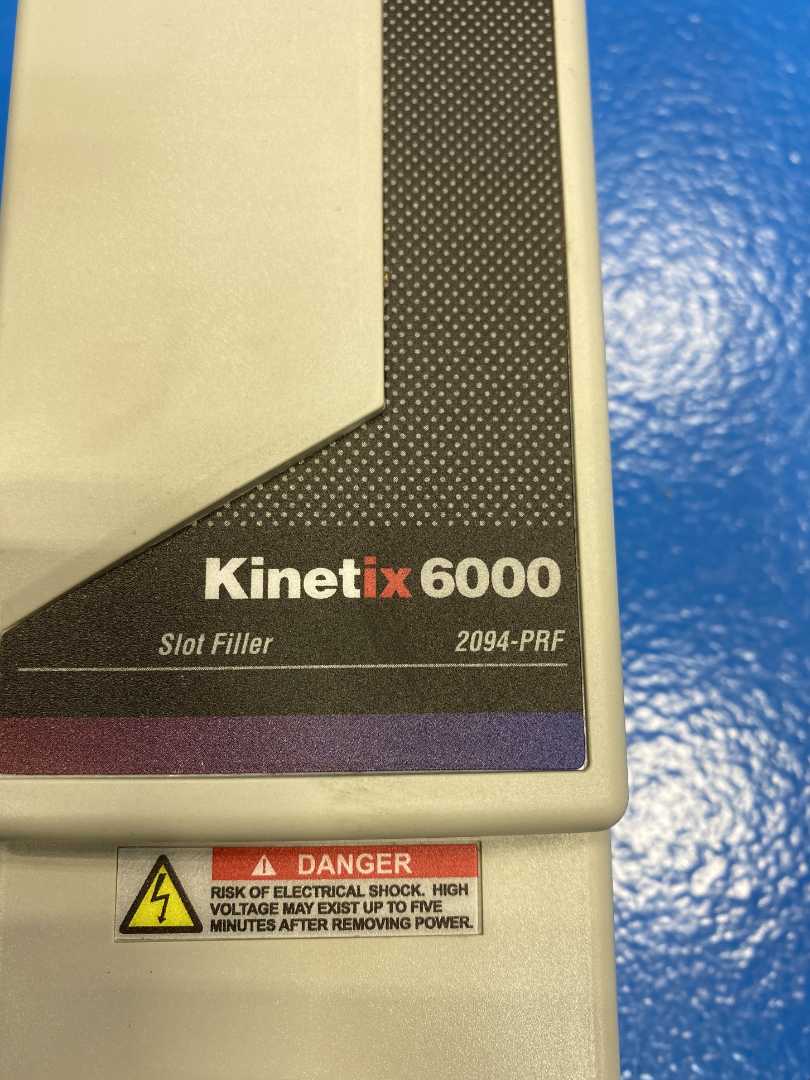 Kinetix 6000
Slot Filler 2094-PRF
DANGER
RISK OF ELECTRICAL SHOCK. HIGH
VOLTAGE MAY EXIST UP TO FIVE
MINUTES AFTER REMOVING POWER.